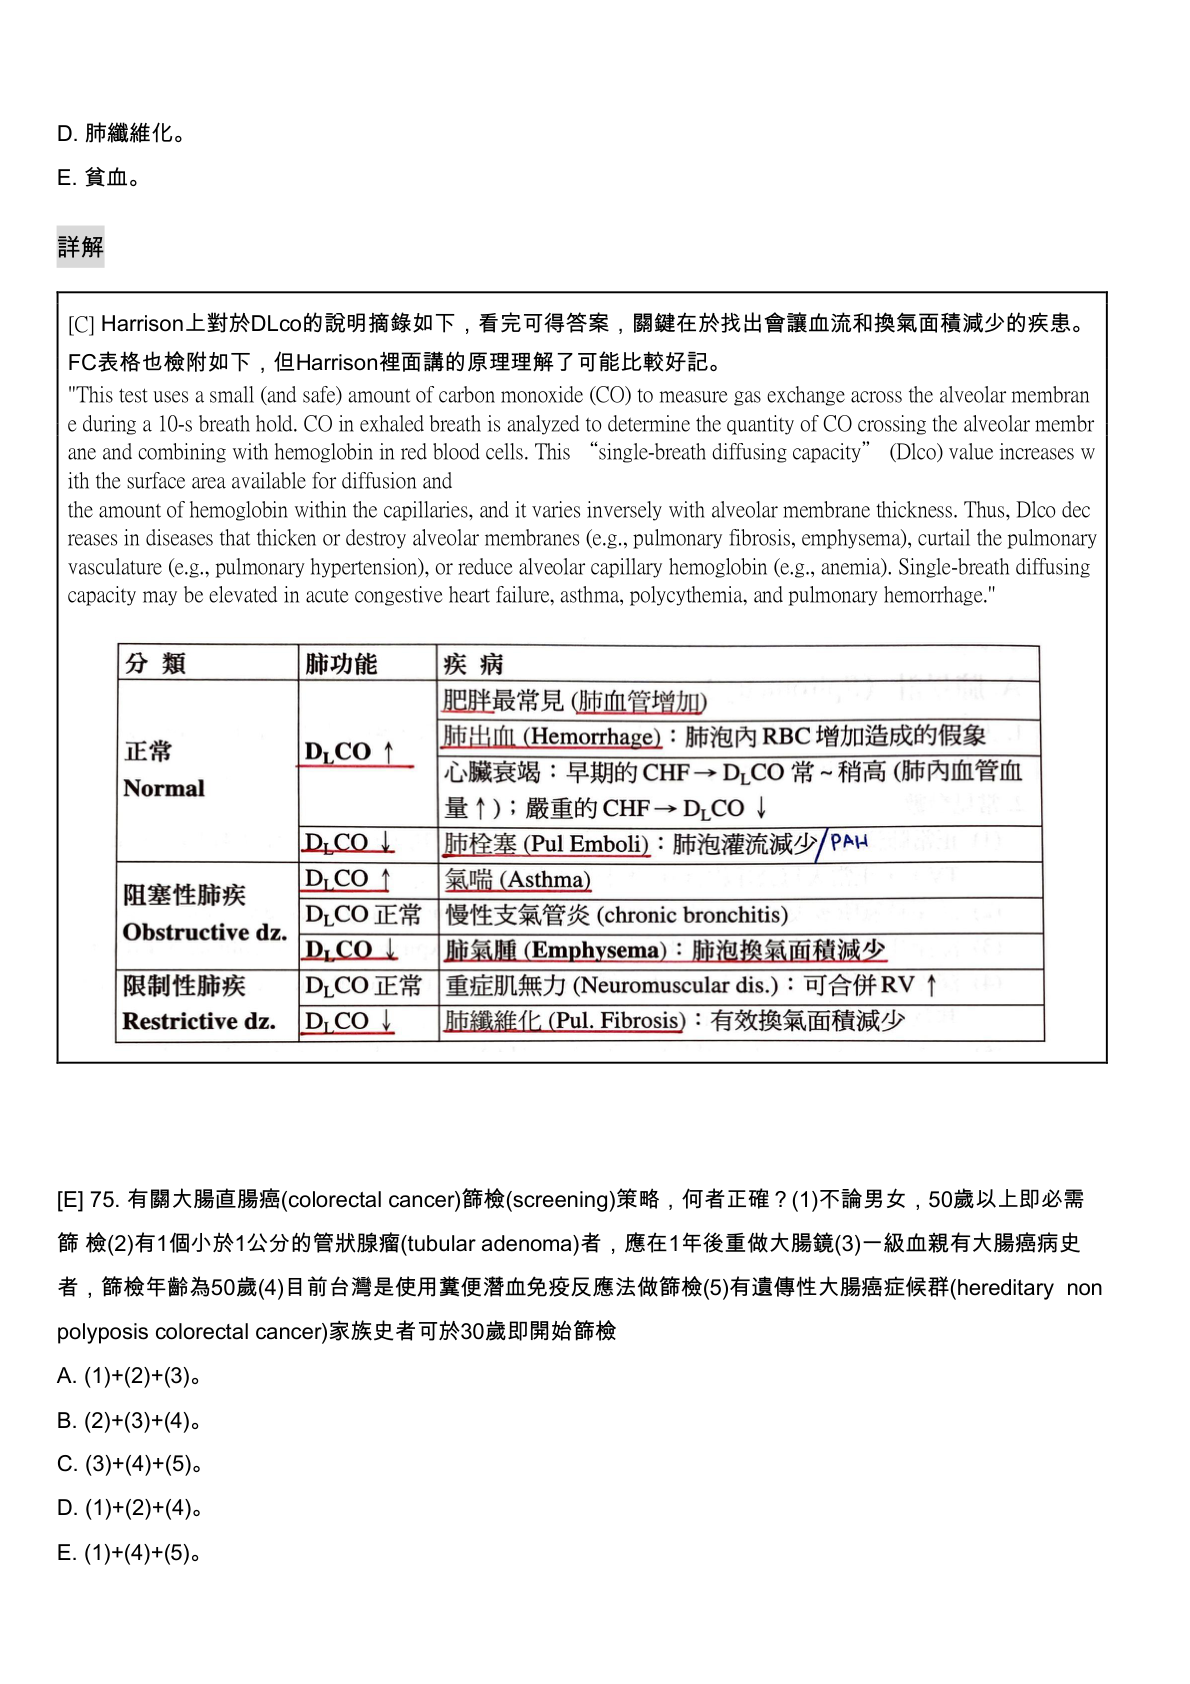 D. 肺纖維化。
E. 貧血。
詳解
[C] Harrison上對於DLco的說明摘錄如下，看完可得答案，關鍵在於找出會讓血流和換氣面積減少的疾患。
FC表格也檢附如下，但Harrison裡面講的原理理解了可能比較好記。
"This test uses a small (and safe) amount of carbon monoxide (CO) to measure gas exchange across the alveolar membran
e during a 10-s breath hold. CO in exhaled breath is analyzed to determine the quantity of CO crossing the alveolar membr
ane and combining with hemoglobin in red blood cells. This “single-breath diffusing capacity” (Dlco) value increases w
ith the surface area available for diffusion and
the amount of hemoglobin within the capillaries, and it varies inversely with alveolar membrane thickness. Thus, Dlco dec
reases in diseases that thicken or destroy alveolar membranes (e.g., pulmonary fibrosis, emphysema), curtail the pulmonary
vasculature (e.g., pulmonary hypertension), or reduce alveolar capillary hemoglobin (e.g., anemia). Single-breath diffusing
capacity may be elevated in acute congestive heart failure, asthma, polycythemia, and pulmonary hemorrhage."
分 類 肺功能 疾 病
正常
Normal
DLCO ↑
肥胖最常見 (肺血管增加)
肺出血 (Hemorrhage)：肺泡內 RBC 增加造成的假象
心臟衰竭：早期的 CHF→ DLCO 常 ~ 稍高 (肺內血管血
量↑)；嚴重的 CHF→ DLCO ↓
DLCO ↓ 肺栓塞 (Pul Emboli)：肺泡灌流減少/PAH
阻塞性肺疾
Obstructive dz.
DLCO ↑ 氣喘 (Asthma)
DLCO 正常 慢性支氣管炎 (chronic bronchitis)
DLCO ↓ 肺氣腫 (Emphysema)：肺泡換氣面積減少
限制性肺疾
Restrictive dz.
DLCO 正常 重症肌無力 (Neuromuscular dis.)：可合併 RV ↑
DLCO ↓ 肺纖維化 (Pul. Fibrosis)：有效換氣面積減少
[E] 75. 有關大腸直腸癌(colorectal cancer)篩檢(screening)策略，何者正確？(1)不論男女，50歲以上即必需
篩 檢(2)有1個小於1公分的管狀腺瘤(tubular adenoma)者，應在1年後重做大腸鏡(3)一級血親有大腸癌病史
者，篩檢年齡為50歲(4)目前台灣是使用糞便潛血免疫反應法做篩檢(5)有遺傳性大腸癌症候群(hereditary non
polyposis colorectal cancer)家族史者可於30歲即開始篩檢
A. (1)+(2)+(3)。
B. (2)+(3)+(4)。
C. (3)+(4)+(5)。
D. (1)+(2)+(4)。
E. (1)+(4)+(5)。